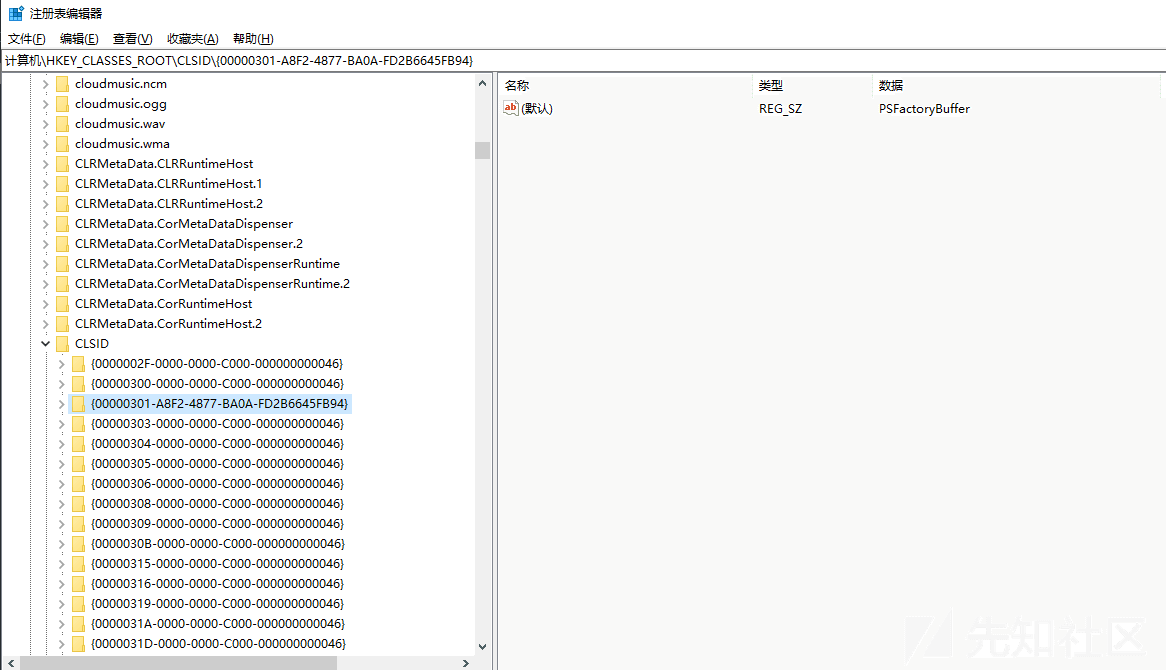 注册表编辑器
文件(F) 编辑(E) 查看(V) 收藏夹(A) 帮助(H)
计算机\HKEY_CLASSES_ROOT\CLSID\{00000301-A8F2-4877-BA0A-FD2B6645FB94}
cloudmusic.ncm
cloudmusic.ogg
cloudmusic.wav
cloudmusic.wma
CLRMetaData.CLRRuntimeHost
CLRMetaData.CLRRuntimeHost.1
CLRMetaData.CLRRuntimeHost.2
CLRMetaData.CorMetaDataDispenser
CLRMetaData.CorMetaDataDispenser.2
CLRMetaData.CorMetaDataDispenserRuntime
CLRMetaData.CorMetaDataDispenserRuntime.2
CLRMetaData.CorRuntimeHost
CLRMetaData.CorRuntimeHost.2
CLSID
{0000002F-0000-0000-C000-000000000046}
{00000300-0000-0000-C000-000000000046}
{00000301-A8F2-4877-BA0A-FD2B6645FB94}
{00000303-0000-0000-C000-000000000046}
{00000304-0000-0000-C000-000000000046}
{00000305-0000-0000-C000-000000000046}
{00000306-0000-0000-C000-000000000046}
{00000308-0000-0000-C000-000000000046}
{00000309-0000-0000-C000-000000000046}
{0000030B-0000-0000-C000-000000000046}
{00000315-0000-0000-C000-000000000046}
{00000316-0000-0000-C000-000000000046}
{00000319-0000-0000-C000-000000000046}
{0000031A-0000-0000-C000-000000000046}
{0000031D-0000-0000-C000-000000000046}
名称 类型 数据
ab (默认) REG_SZ PSFactoryBuffer
先知社区